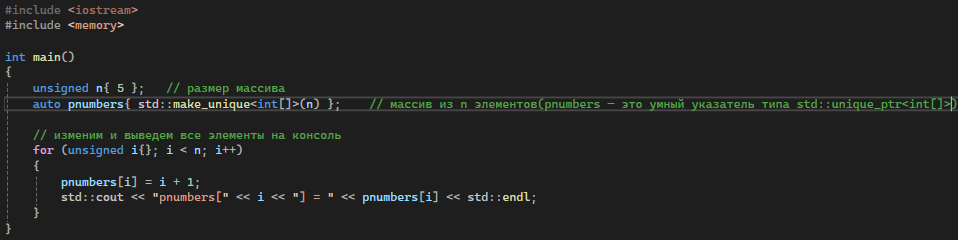 #include <iostream>
#include <memory>
int main()
{
unsigned n{ 5 };   // размер массива
auto pnumbers{ std::make_unique<int[]>(n) };    // массив из n элементов(pnumbers — это умный указатель типа std::unique_ptr<int[]>)
// изменим и выведем все элементы на консоль
for (unsigned i{}; i < n; i++)
{
pnumbers[i] = i + 1;
std::cout << "pnumbers[" << i << "] = " << pnumbers[i] << std::endl;
}
}